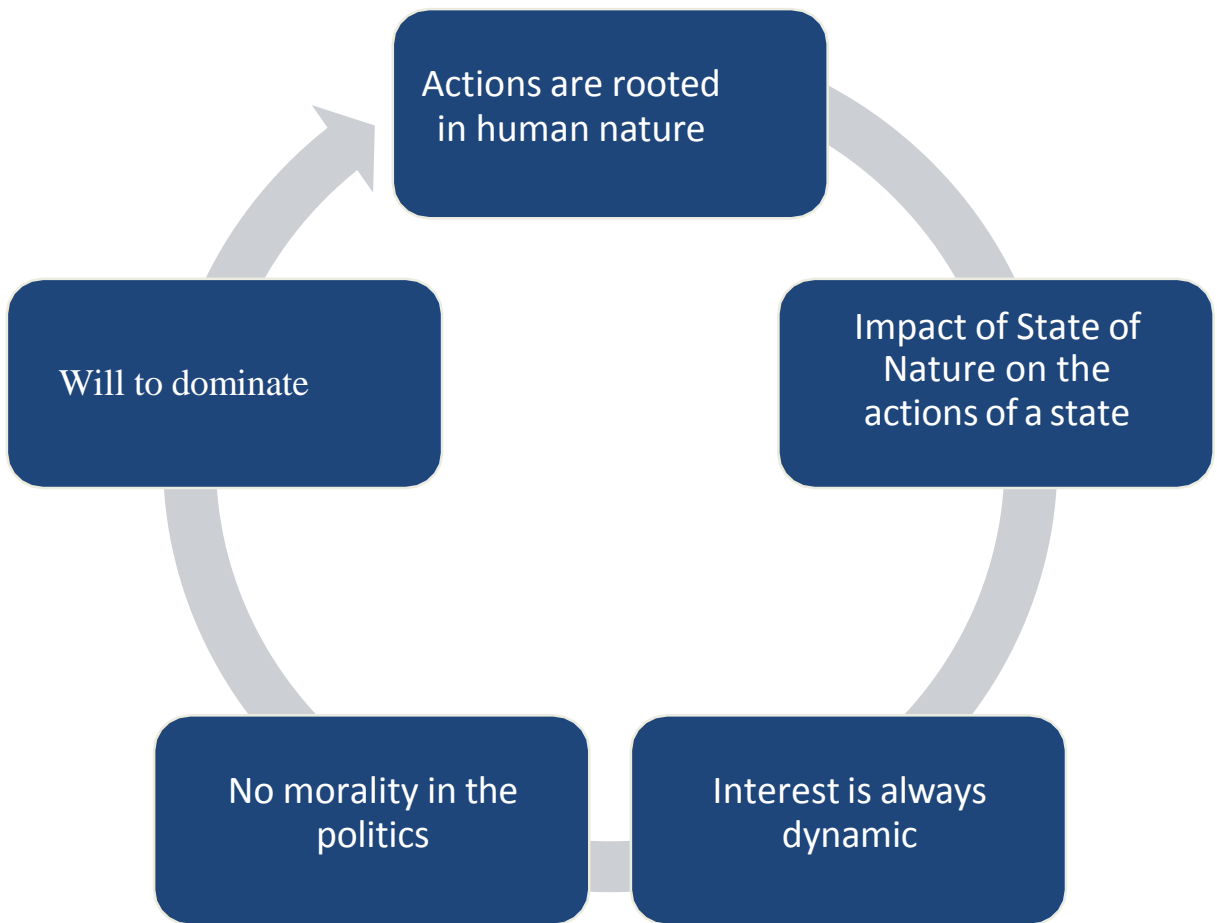 Actions are rooted
in human nature
Impact of State of
Nature on the
actions of a state
Interest is always
dynamic
No morality in the
politics
Will to dominate